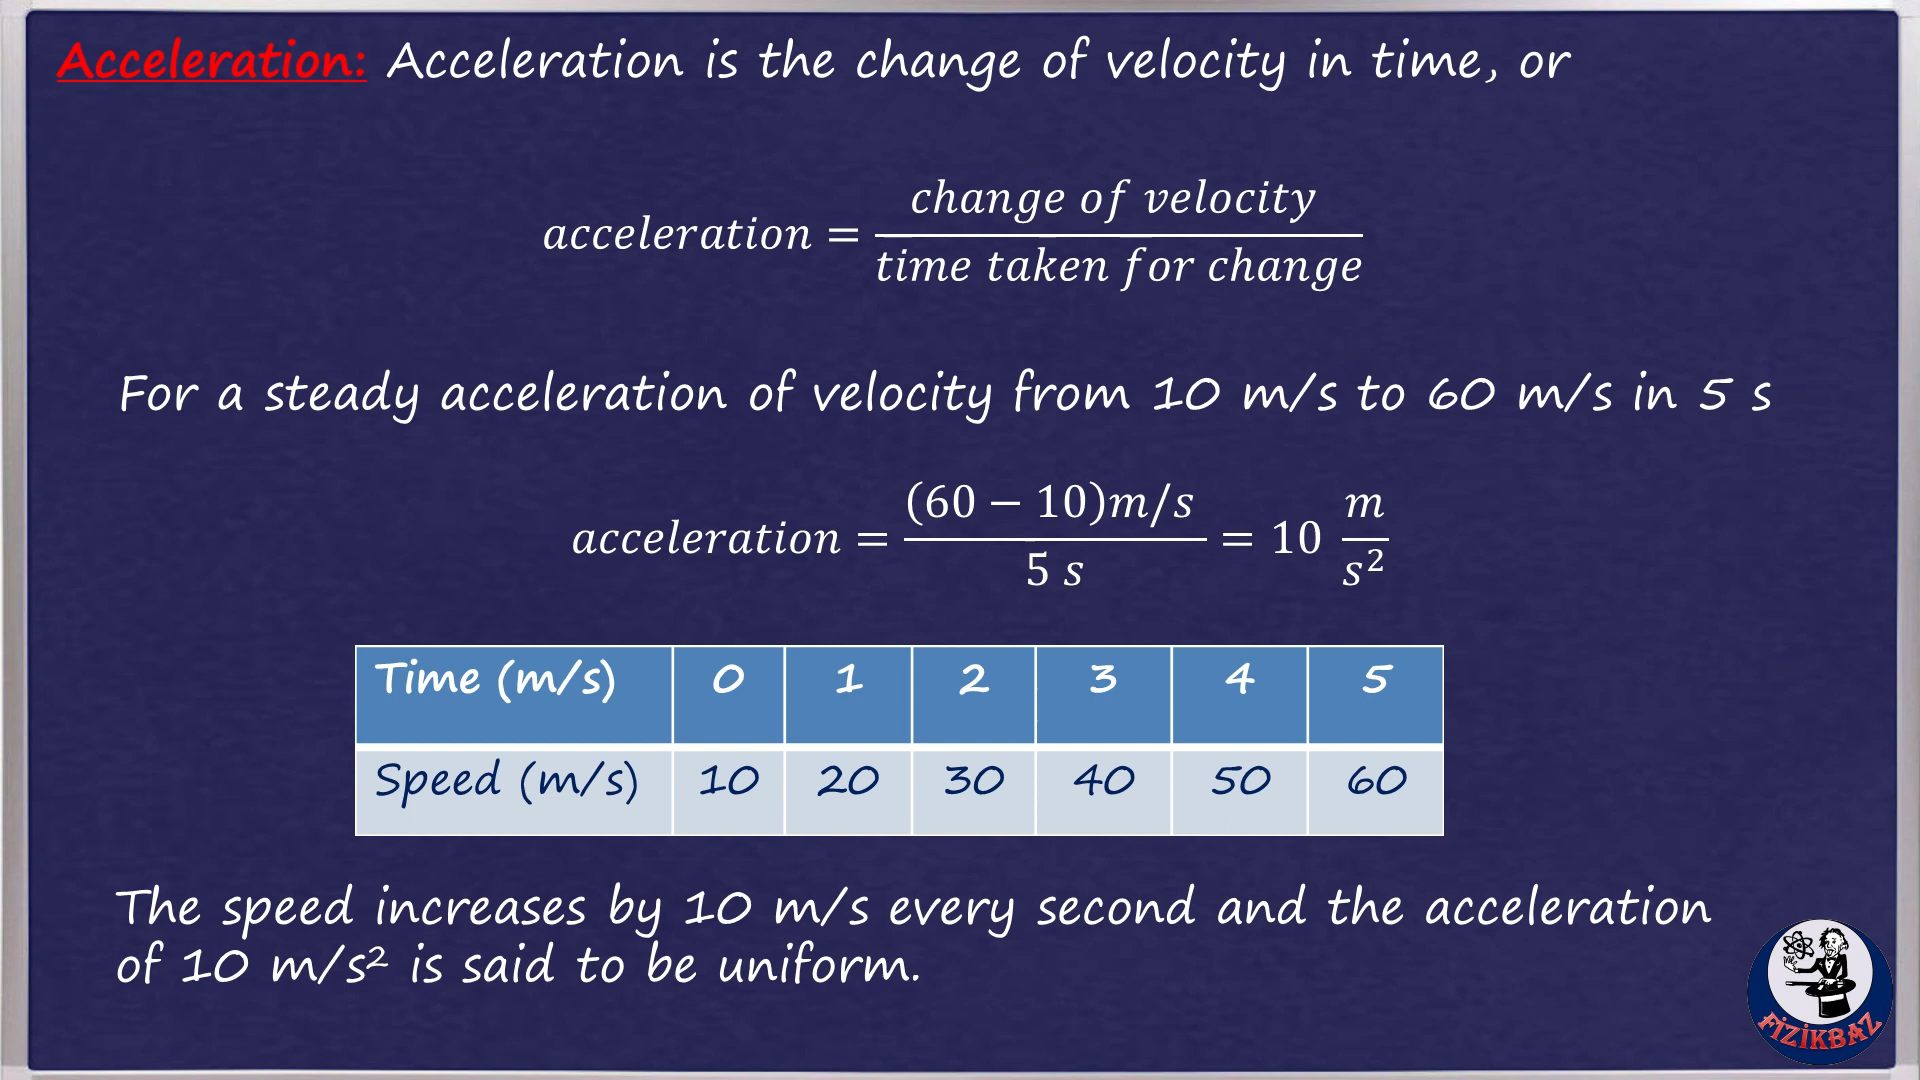 Acceleration: Acceleration is the change of velocity in time, or
acceleration = change of velocity / time taken for change
For a steady acceleration of velocity from 10 m/s to 60 m/s in 5 s
acceleration = (60 − 10)m/s / 5 s = 10 m/s²
Time (m/s) 0 1 2 3 4 5
Speed (m/s) 10 20 30 40 50 60
The speed increases by 10 m/s every second and the acceleration
of 10 m/s² is said to be uniform.
FİZİKBAZ